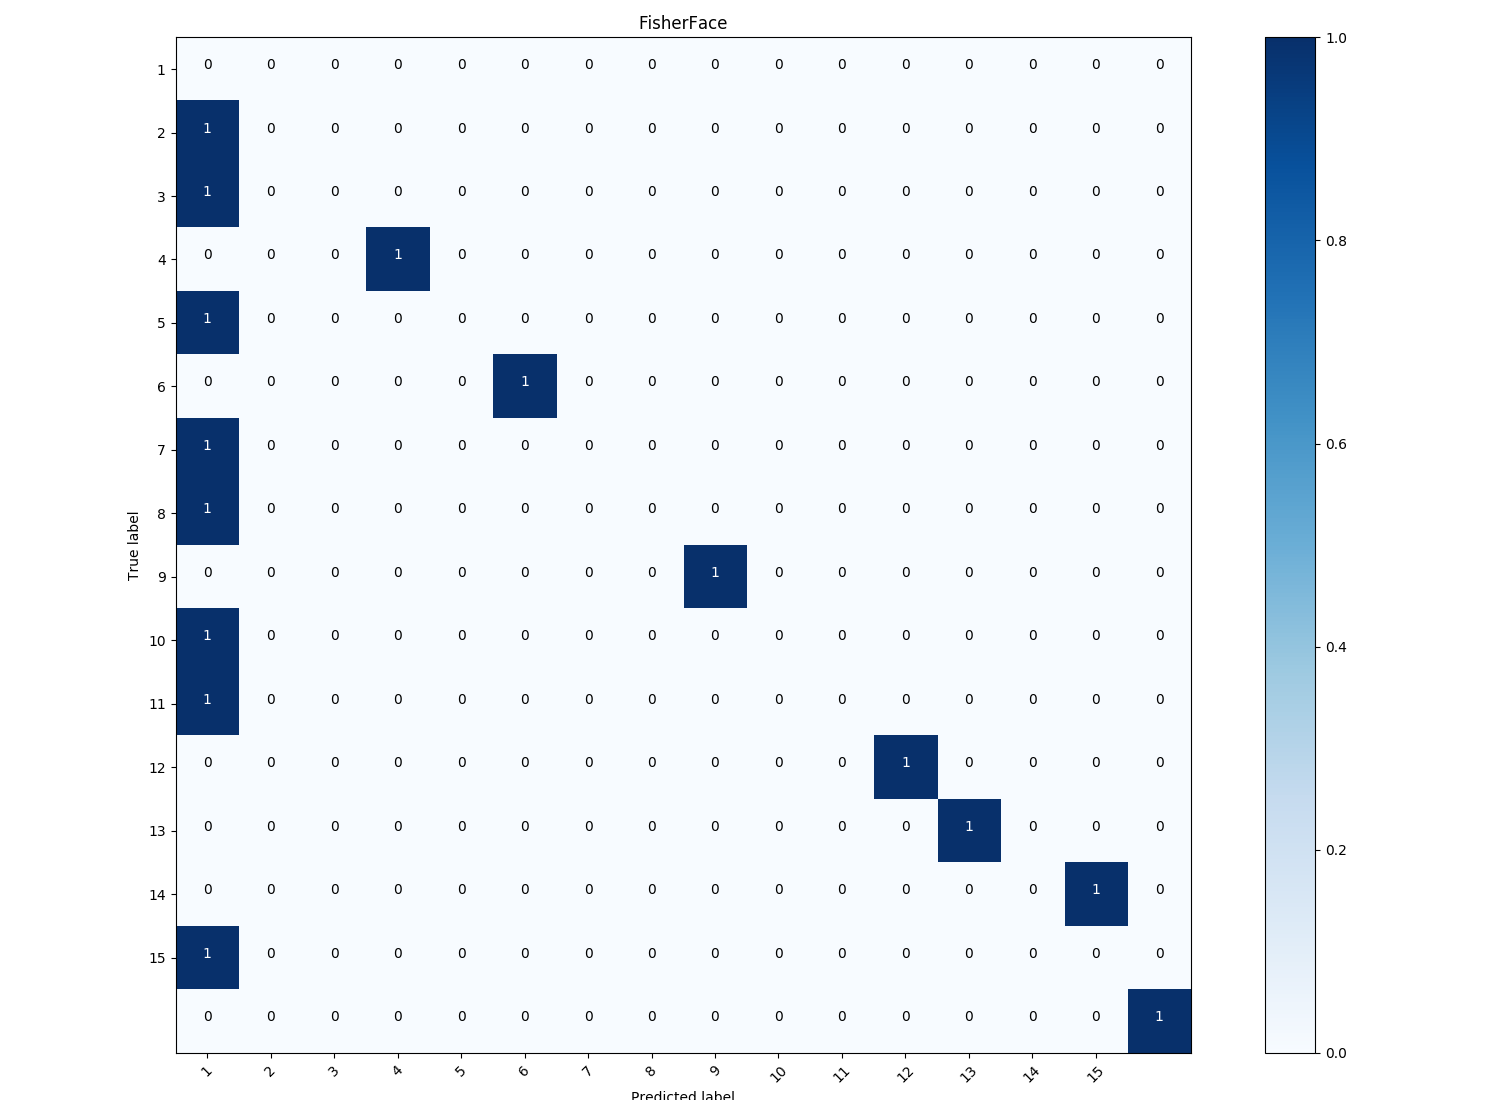 FisherFace
1 0 0 0 0 0 0 0 0 0 0 0 0 0 0 0 0
2 1 0 0 0 0 0 0 0 0 0 0 0 0 0 0 0
3 1 0 0 0 0 0 0 0 0 0 0 0 0 0 0 0
4 0 0 0 1 0 0 0 0 0 0 0 0 0 0 0 0
5 1 0 0 0 0 0 0 0 0 0 0 0 0 0 0 0
6 0 0 0 0 0 1 0 0 0 0 0 0 0 0 0 0
7 1 0 0 0 0 0 0 0 0 0 0 0 0 0 0 0
8 1 0 0 0 0 0 0 0 0 0 0 0 0 0 0 0
9 0 0 0 0 0 0 0 0 1 0 0 0 0 0 0 0
10 1 0 0 0 0 0 0 0 0 0 0 0 0 0 0 0
11 1 0 0 0 0 0 0 0 0 0 0 0 0 0 0 0
12 0 0 0 0 0 0 0 0 0 0 0 1 0 0 0 0
13 0 0 0 0 0 0 0 0 0 0 0 0 1 0 0 0
14 0 0 0 0 0 0 0 0 0 0 0 0 0 0 1 0
15 1 0 0 0 0 0 0 0 0 0 0 0 0 0 0 0
0 0 0 0 0 0 0 0 0 0 0 0 0 0 0 1
1 2 3 4 5 6 7 8 9 10 11 12 13 14 15
True label
Predicted label
1.0
0.8
0.6
0.4
0.2
0.0